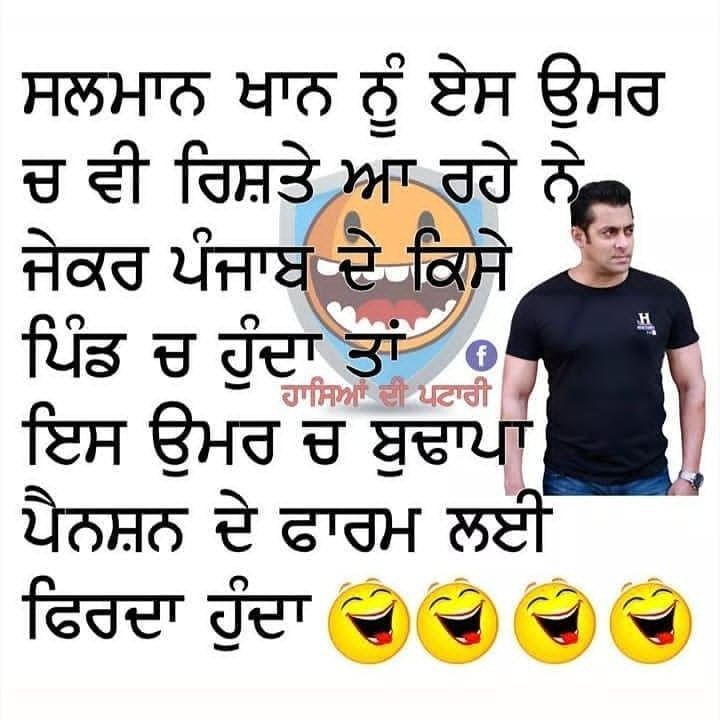 ਸਲਮਾਨ ਖਾਨ ਨੂੰ ਏਸ ਉਮਰ
ਚ ਵੀ ਰਿਸ਼ਤੇ ਆ ਰਹੇ ਨੇ
ਜੇਕਰ ਪੰਜਾਬ ਦੇ ਕਿਸੇ
ਪਿੰਡ ਚ ਹੁੰਦਾ ਤਾਂ
ਹਾਸਿਆਂ ਦੀ ਪਟਾਰੀ
ਇਸ ਉਮਰ ਚ ਬੁਢਾਪਾ
ਪੈਨਸ਼ਨ ਦੇ ਫਾਰਮ ਲਈ
ਫਿਰਦਾ ਹੁੰਦਾ